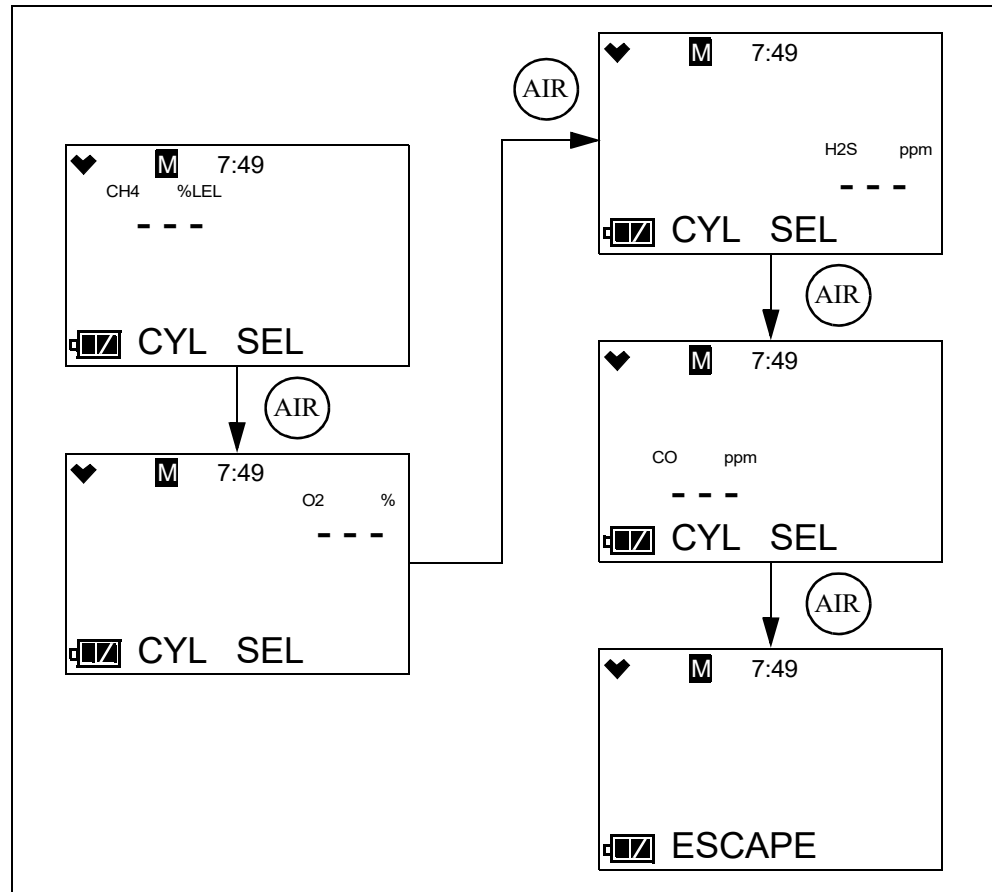 M 7:49
CH4 %LEL
- - -
CYL SEL
AIR
M 7:49
O2 %
- - -
CYL SEL
AIR
M 7:49
H2S ppm
- - -
CYL SEL
AIR
M 7:49
CO ppm
- - -
CYL SEL
AIR
M 7:49
ESCAPE